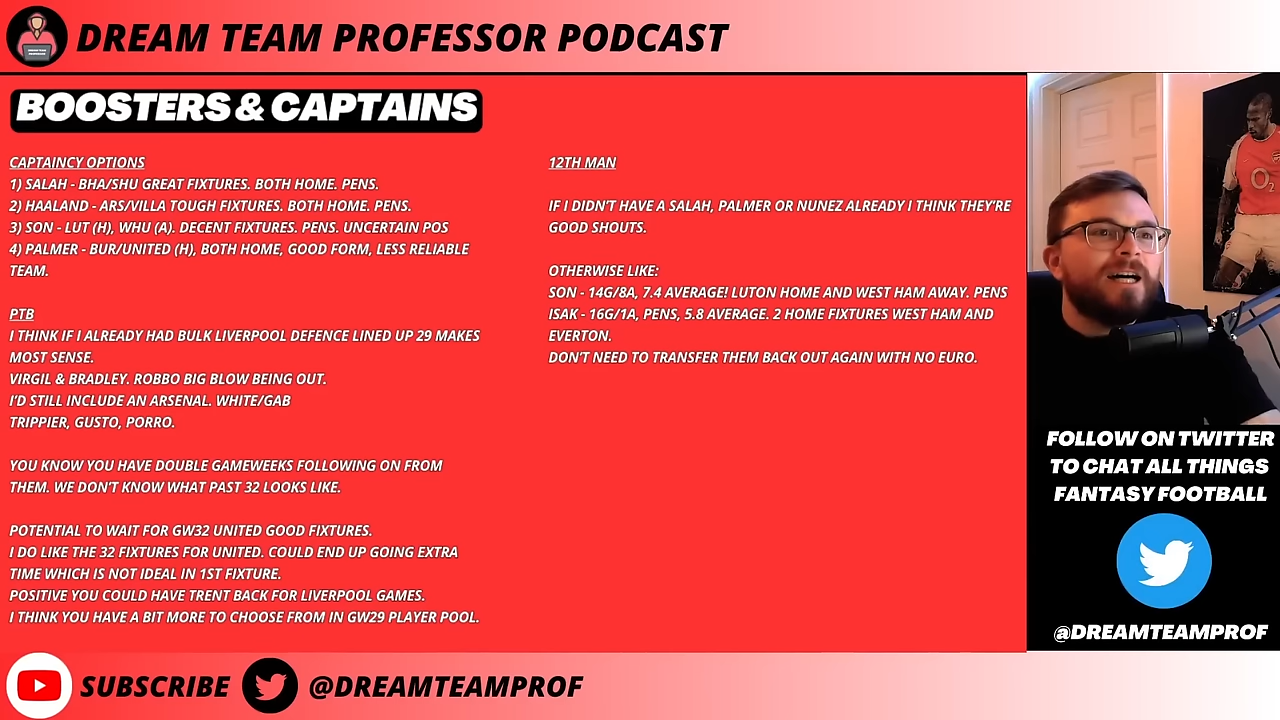 DREAM TEAM PROFESSOR PODCAST
BOOSTERS & CAPTAINS
CAPTAINCY OPTIONS
1) SALAH - BHA/SHU GREAT FIXTURES. BOTH HOME. PENS.
2) HAALAND - ARS/VILLA TOUGH FIXTURES. BOTH HOME. PENS.
3) SON - LUT (H), WHU (A). DECENT FIXTURES. PENS. UNCERTAIN POS
4) PALMER - BUR/UNITED (H), BOTH HOME, GOOD FORM, LESS RELIABLE
TEAM.
PTB
I THINK IF I ALREADY HAD BULK LIVERPOOL DEFENCE LINED UP 29 MAKES
MOST SENSE.
VIRGIL & BRADLEY. ROBBO BIG BLOW BEING OUT.
I'D STILL INCLUDE AN ARSENAL. WHITE/GAB
TRIPPIER, GUSTO, PORRO.
YOU KNOW YOU HAVE DOUBLE GAMEWEEKS FOLLOWING ON FROM
THEM. WE DON'T KNOW WHAT PAST 32 LOOKS LIKE.
POTENTIAL TO WAIT FOR GW32 UNITED GOOD FIXTURES.
I DO LIKE THE 32 FIXTURES FOR UNITED. COULD END UP GOING EXTRA
TIME WHICH IS NOT IDEAL IN 1ST FIXTURE.
POSITIVE YOU COULD HAVE TRENT BACK FOR LIVERPOOL GAMES.
I THINK YOU HAVE A BIT MORE TO CHOOSE FROM IN GW29 PLAYER POOL.
12TH MAN
IF I DIDN'T HAVE A SALAH, PALMER OR NUNEZ ALREADY I THINK THEY'RE
GOOD SHOUTS.
OTHERWISE LIKE:
SON - 14G/8A, 7.4 AVERAGE! LUTON HOME AND WEST HAM AWAY. PENS
ISAK - 16G/1A, PENS, 5.8 AVERAGE. 2 HOME FIXTURES WEST HAM AND
EVERTON.
DON'T NEED TO TRANSFER THEM BACK OUT AGAIN WITH NO EURO.
O2
FOLLOW ON TWITTER
TO CHAT ALL THINGS
FANTASY FOOTBALL
@DREAMTEAMPROF
SUBSCRIBE
@DREAMTEAMPROF